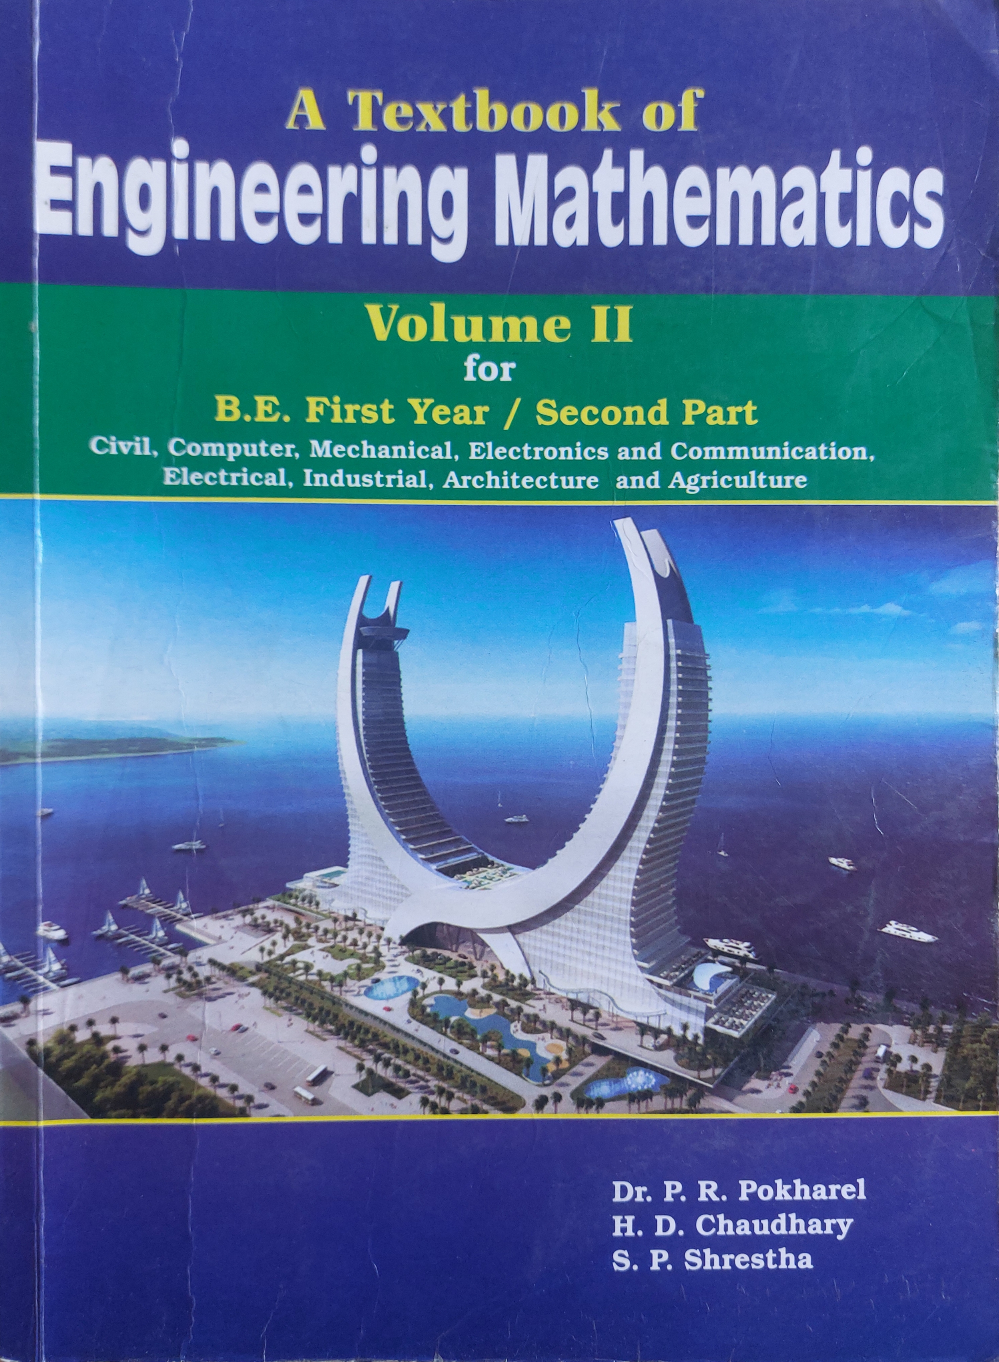 A Textbook of
Engineering Mathematics
Volume II
for
B.E. First Year / Second Part
Civil, Computer, Mechanical, Electronics and Communication,
Electrical, Industrial, Architecture and Agriculture
Dr. P. R. Pokharel
H. D. Chaudhary
S. P. Shrestha